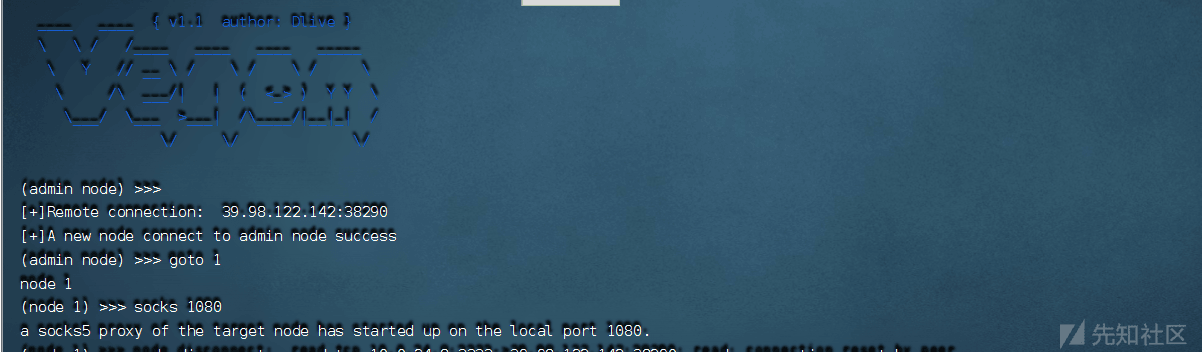 { v1.1 author: Dlive }
Venom
(admin node) >>>
[+]Remote connection: 39.98.122.142:38290
[+]A new node connect to admin node success
(admin node) >>> goto 1
node 1
(node 1) >>> socks 1080
a socks5 proxy of the target node has started up on the local port 1080.
先知社区